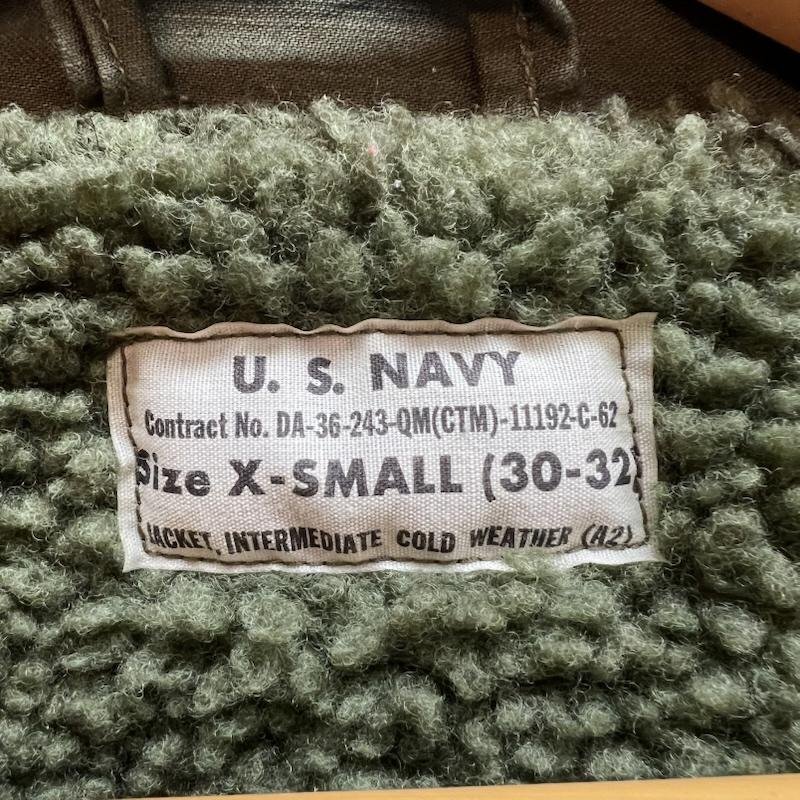 U. S. NAVY
Contract No. DA-36-243-QM(CTM)-11192-C-62
Size X-SMALL (30-32)
JACKET, INTERMEDIATE COLD WEATHER (A2)